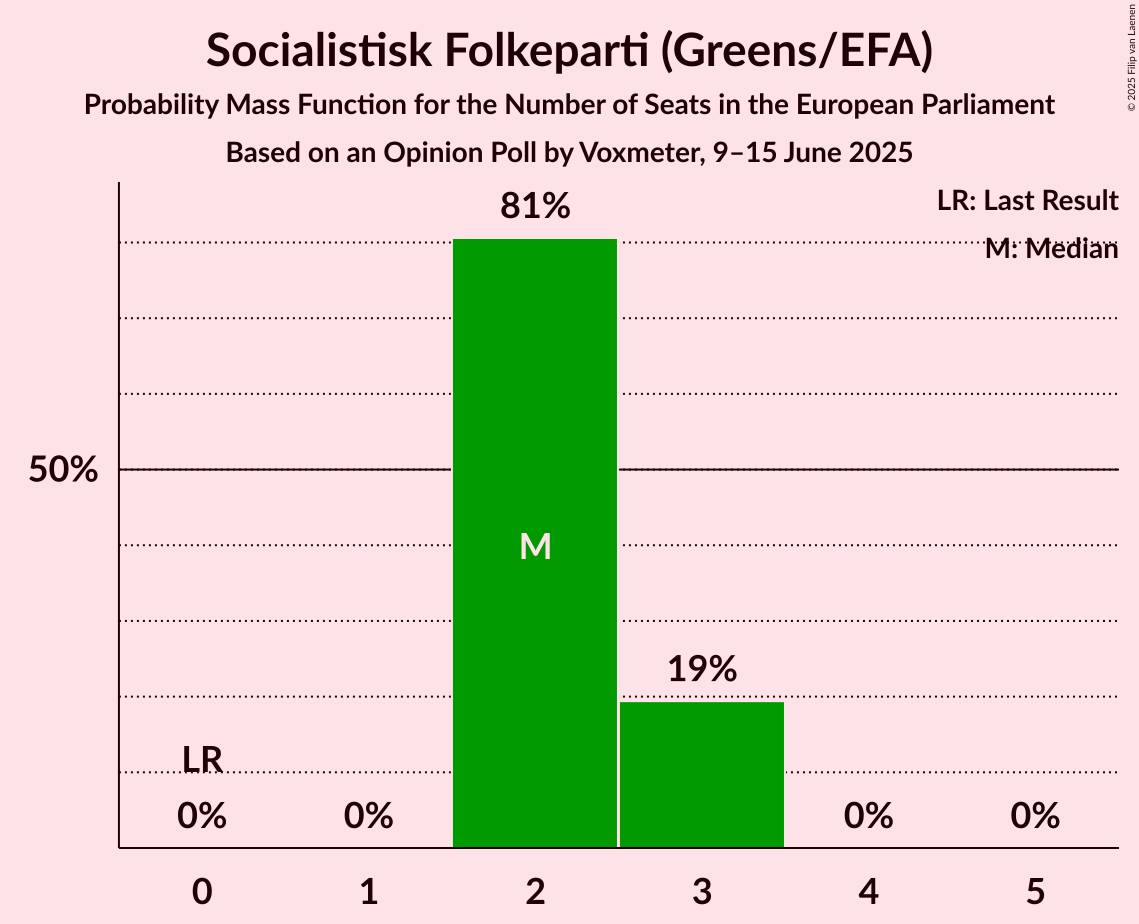 Socialistisk Folkeparti (Greens/EFA)
Probability Mass Function for the Number of Seats in the European Parliament
Based on an Opinion Poll by Voxmeter, 9–15 June 2025
© 2025 Filip van Laenen
LR: Last Result
M: Median
81%
50%
M
19%
LR
0%
0%
0%
0%
0
1
2
3
4
5